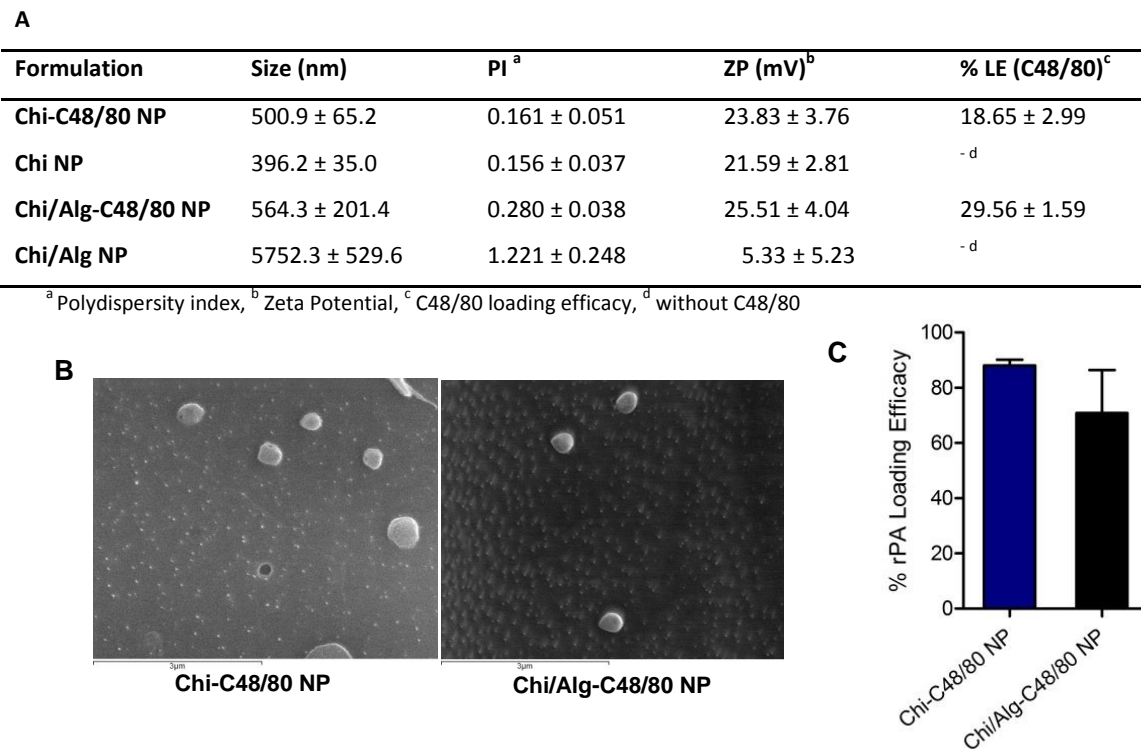 A
Formulation Size (nm) PI a ZP (mV)b % LE (C48/80)c
Chi-C48/80 NP 500.9 ± 65.2 0.161 ± 0.051 23.83 ± 3.76 18.65 ± 2.99
Chi NP 396.2 ± 35.0 0.156 ± 0.037 21.59 ± 2.81 - d
Chi/Alg-C48/80 NP 564.3 ± 201.4 0.280 ± 0.038 25.51 ± 4.04 29.56 ± 1.59
Chi/Alg NP 5752.3 ± 529.6 1.221 ± 0.248 5.33 ± 5.23 - d
a Polydispersity index, b Zeta Potential, c C48/80 loading efficacy, d without C48/80
B
3µm
Chi-C48/80 NP
3µm
Chi/Alg-C48/80 NP
C
% rPA Loading Efficacy
100
80
60
40
20
0
Chi-C48/80 NP
Chi/Alg-C48/80 NP